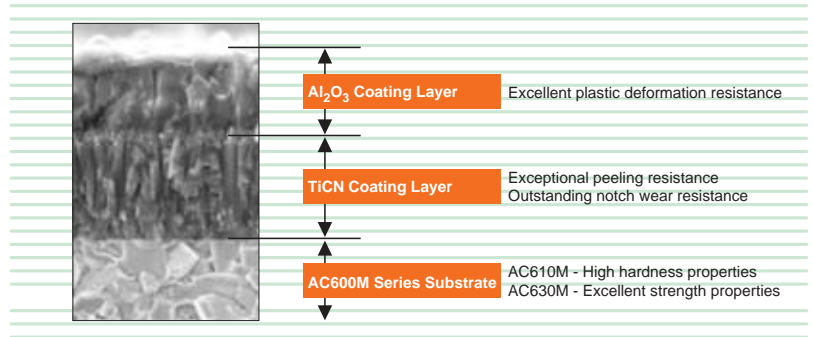 Al₂O₃ Coating Layer
Excellent plastic deformation resistance
TiCN Coating Layer
Exceptional peeling resistance
Outstanding notch wear resistance
AC600M Series Substrate
AC610M - High hardness properties
AC630M - Excellent strength properties